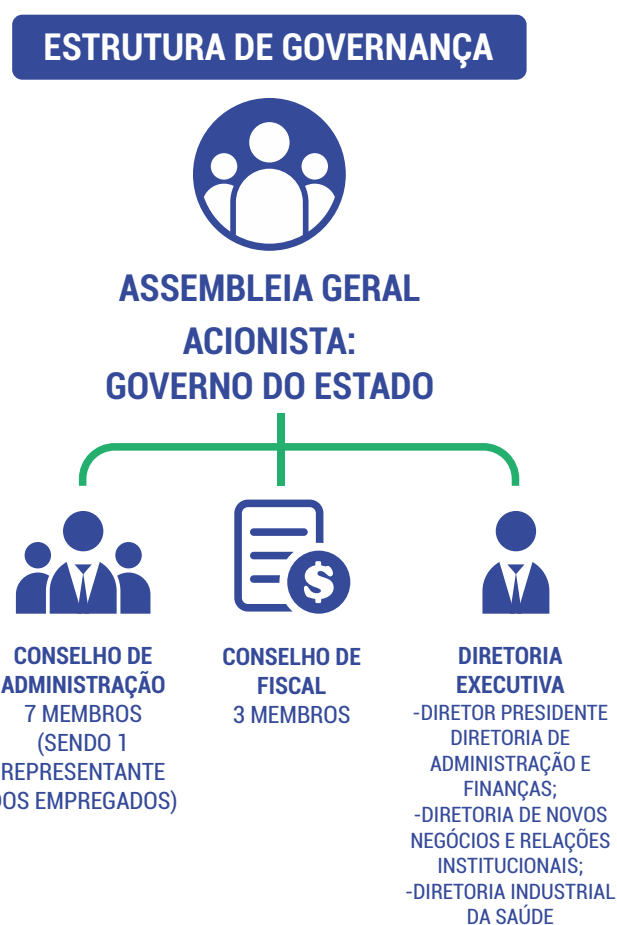 ESTRUTURA DE GOVERNANÇA
ASSEMBLEIA GERAL
ACIONISTA:
GOVERNO DO ESTADO
CONSELHO DE
ADMINISTRAÇÃO
7 MEMBROS
(SENDO 1
REPRESENTANTE
DOS EMPREGADOS)
CONSELHO DE
FISCAL
3 MEMBROS
DIRETORIA
EXECUTIVA
-DIRETOR PRESIDENTE
DIRETORIA DE
ADMINISTRAÇÃO E
FINANÇAS;
-DIRETORIA DE NOVOS
NEGÓCIOS E RELAÇÕES
INSTITUCIONAIS;
-DIRETORIA INDUSTRIAL
DA SAÚDE